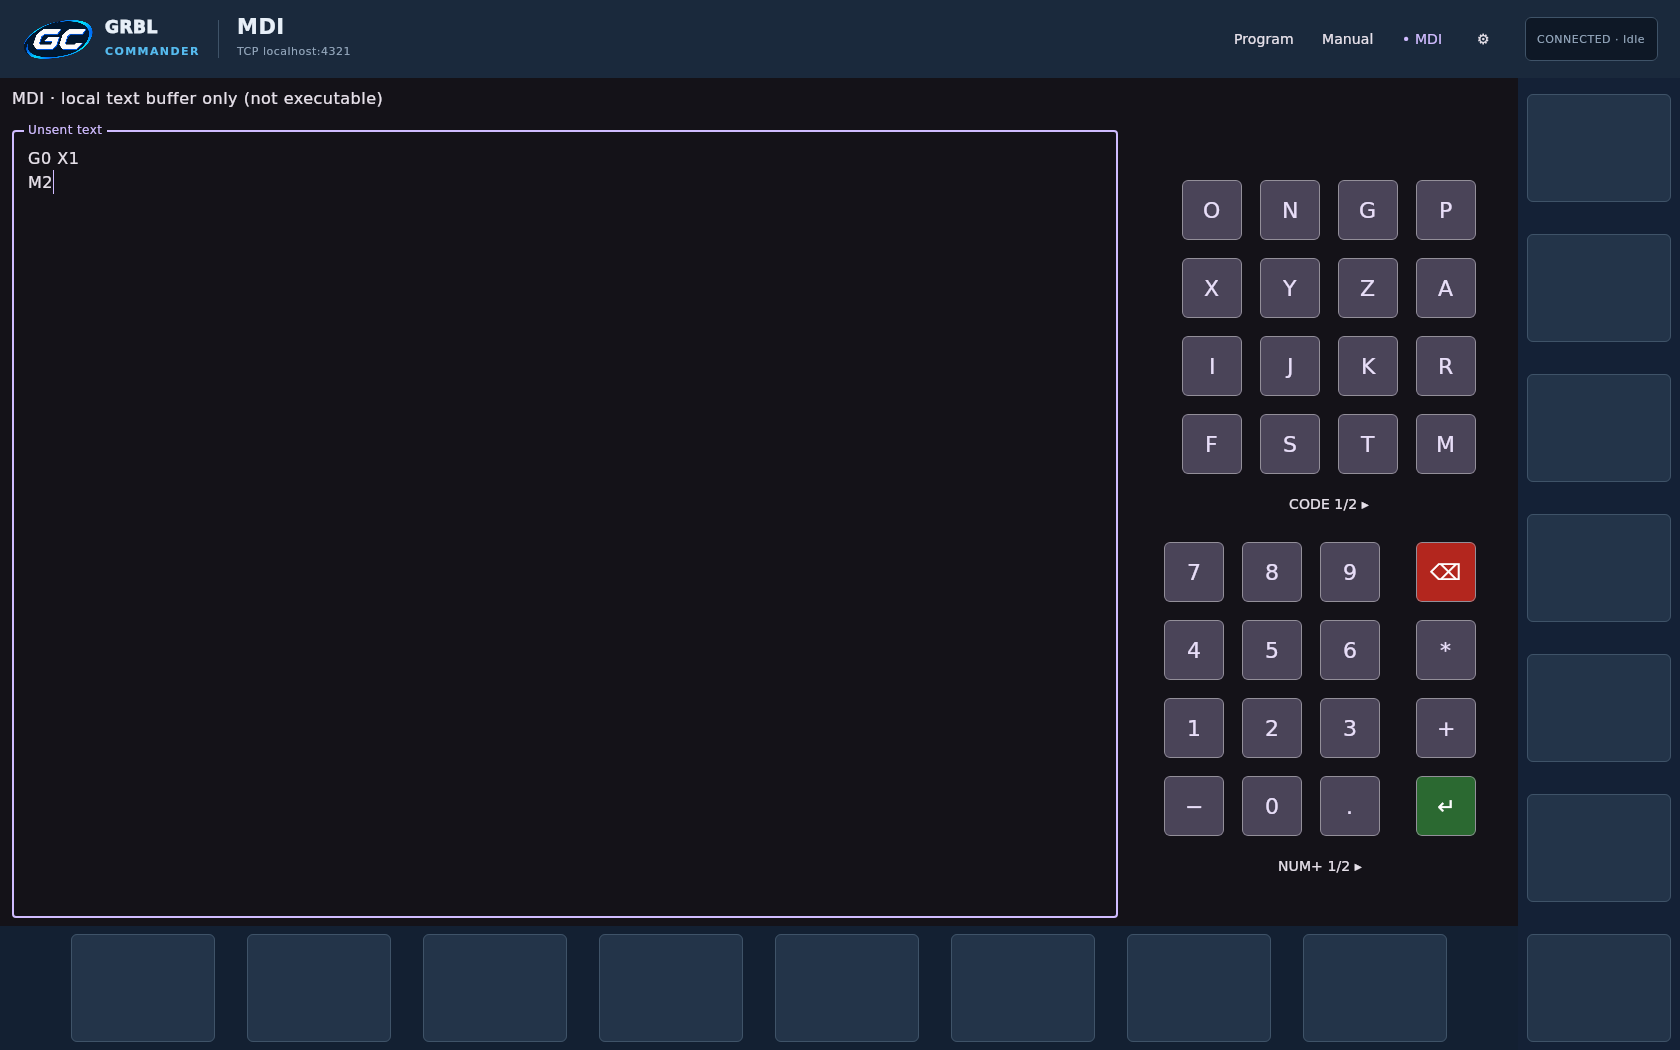 GC
GRBL
COMMANDER
MDI
TCP localhost:4321
Program
Manual
• MDI
⚙
CONNECTED · Idle
MDI · local text buffer only (not executable)
Unsent text
G0 X1
M2
O N G P
X Y Z A
I J K R
F S T M
CODE 1/2 ▸
7 8 9 ⌫
4 5 6 *
1 2 3 +
− 0 . ↵
NUM+ 1/2 ▸